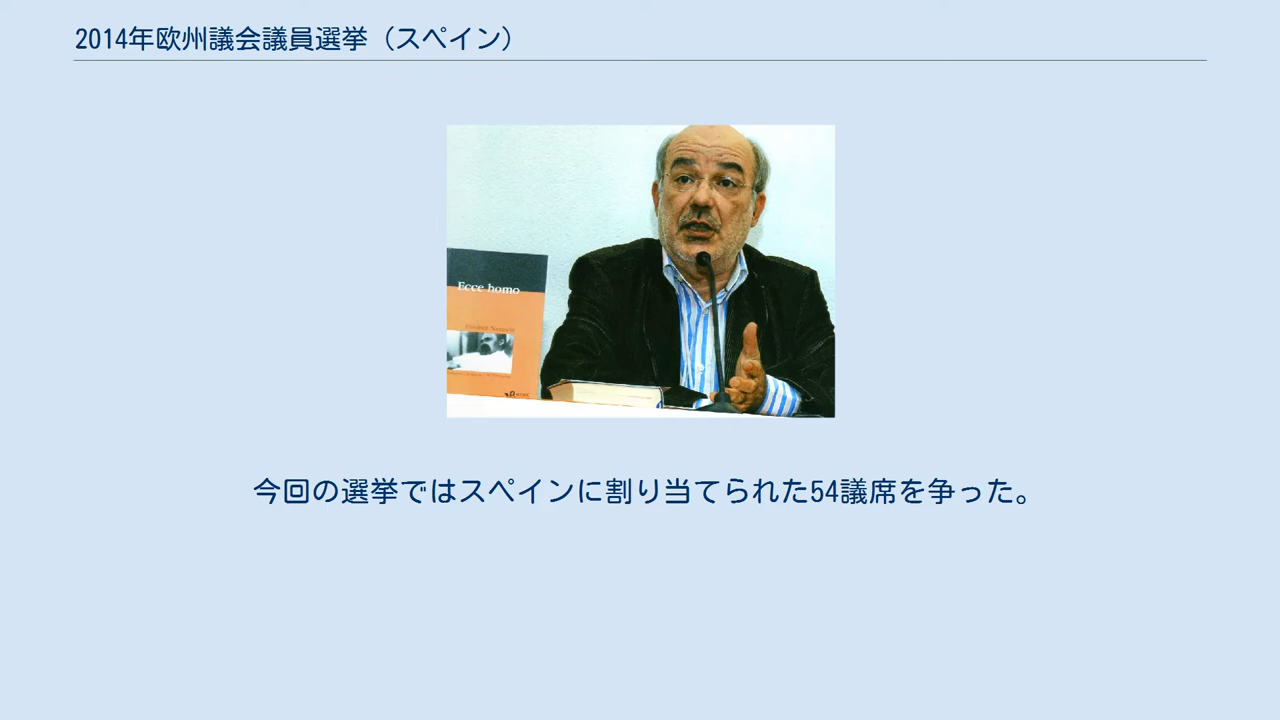 2014年欧州議会議員選挙（スペイン）
Ecce homo
Friedrich Nietzsche
今回の選挙ではスペインに割り当てられた54議席を争った。